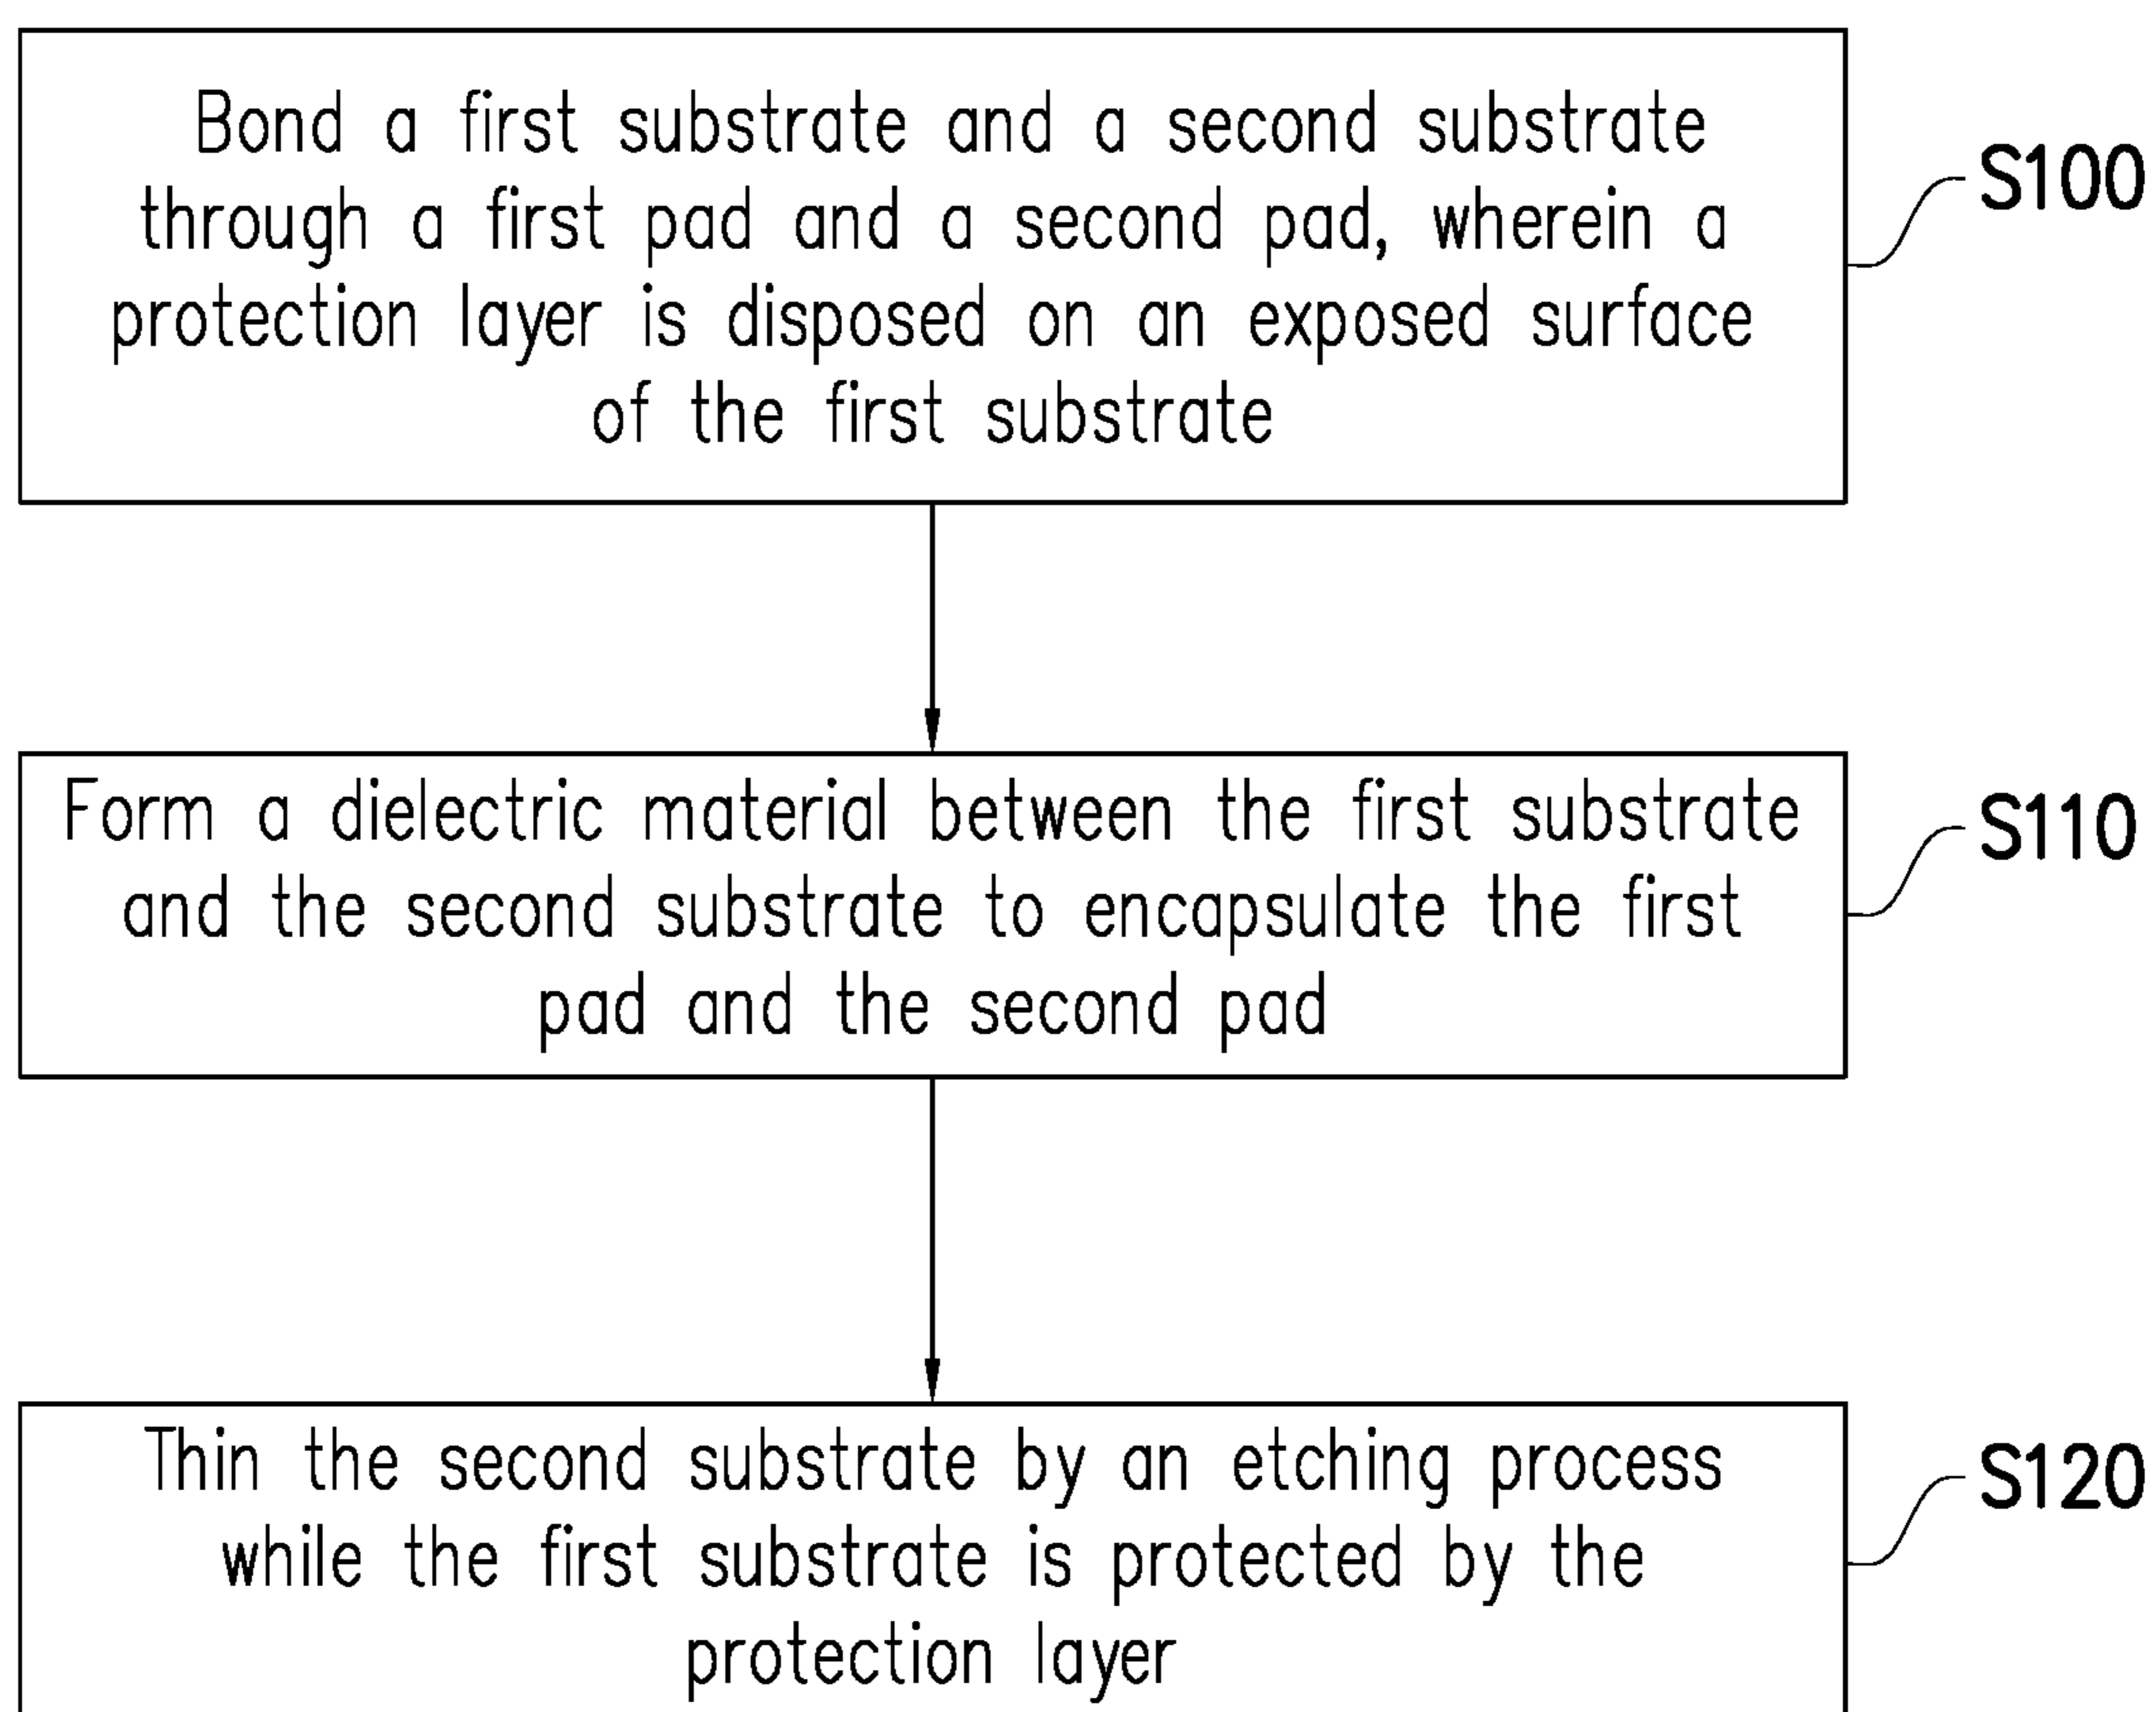 Bond a first substrate and a second substrate
through a first pad and a second pad, wherein a
protection layer is disposed on an exposed surface
of the first substrate
S100
Form a dielectric material between the first substrate
and the second substrate to encapsulate the first
pad and the second pad
S110
Thin the second substrate by an etching process
while the first substrate is protected by the
protection layer
S120